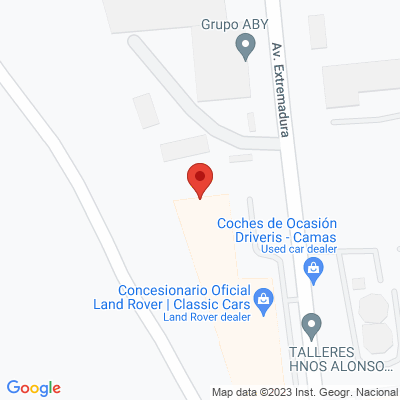 Grupo ABY
Av. Extremadura
Coches de Ocasión
Driveris - Camas
Used car dealer
Concesionario Oficial
Land Rover | Classic Cars
Land Rover dealer
TALLERES
HNOS ALONSO...
Google
Map data ©2023 Inst. Geogr. Nacional